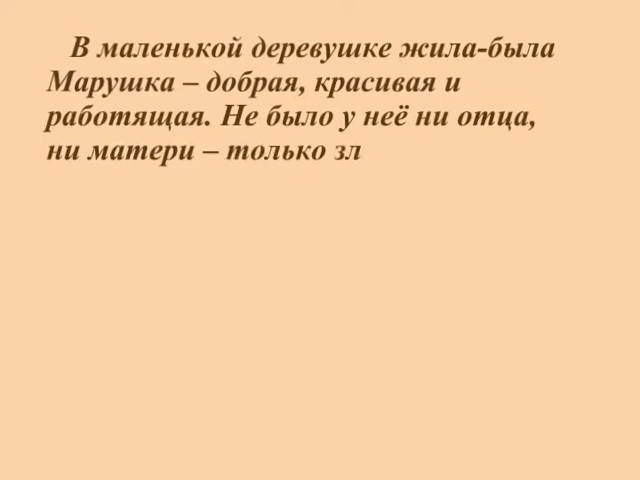 В маленькой деревушке жила-была
Марушка – добрая, красивая и
работящая. Не было у неё ни отца,
ни матери – только зл